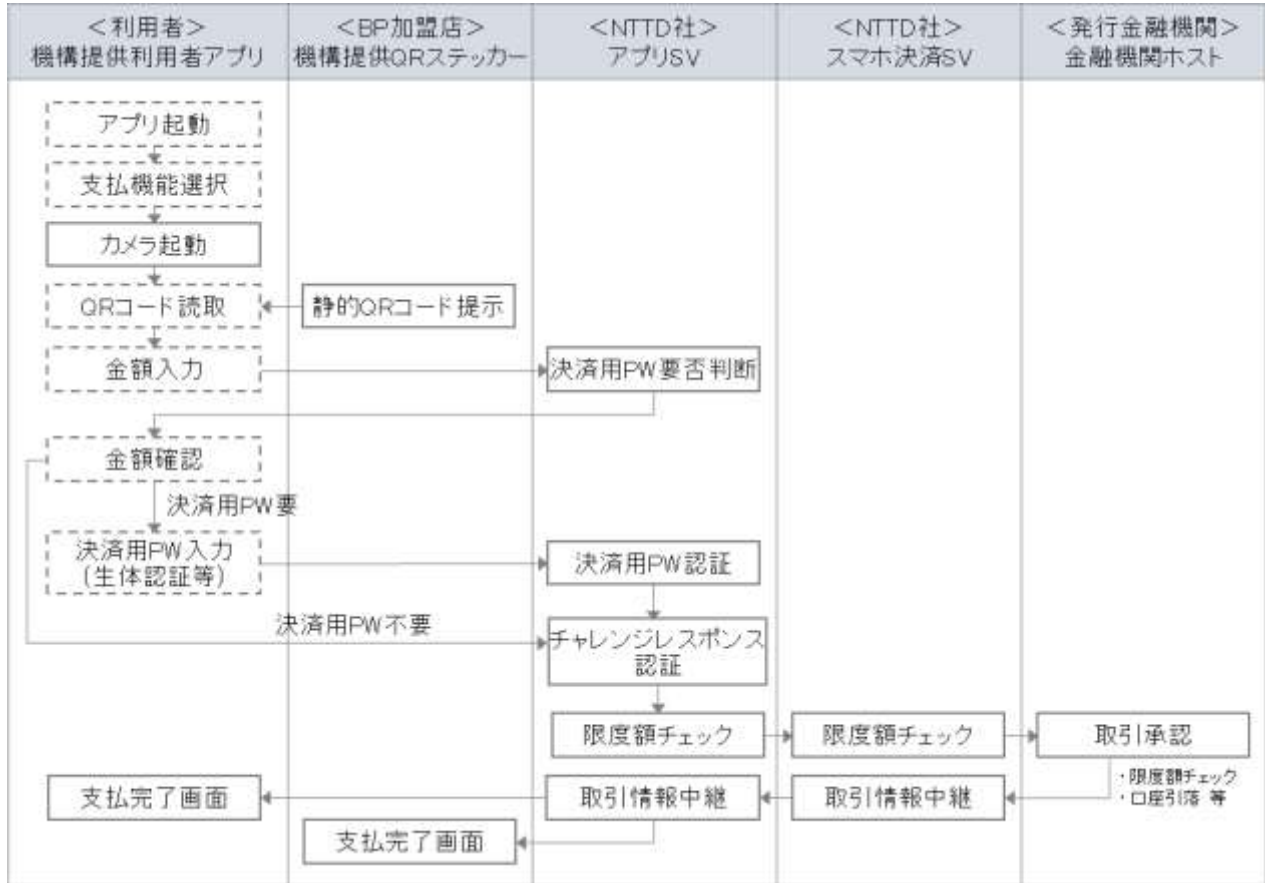 ＜利用者＞
機構提供利用者アプリ
＜BP加盟店＞
機構提供QRステッカー
＜NTTD社＞
アプリSV
＜NTTD社＞
スマホ決済SV
＜発行金融機関＞
金融機関ホスト
アプリ起動
支払機能選択
カメラ起動
QRコード読取
静的QRコード提示
金額入力
決済用PW要否判断
金額確認
決済用PW要
決済用PW入力
(生体認証等)
決済用PW認証
決済用PW不要
チャレンジレスポンス
認証
限度額チェック
限度額チェック
取引承認
・限度額チェック
・口座引落 等
支払完了画面
取引情報中継
取引情報中継
支払完了画面